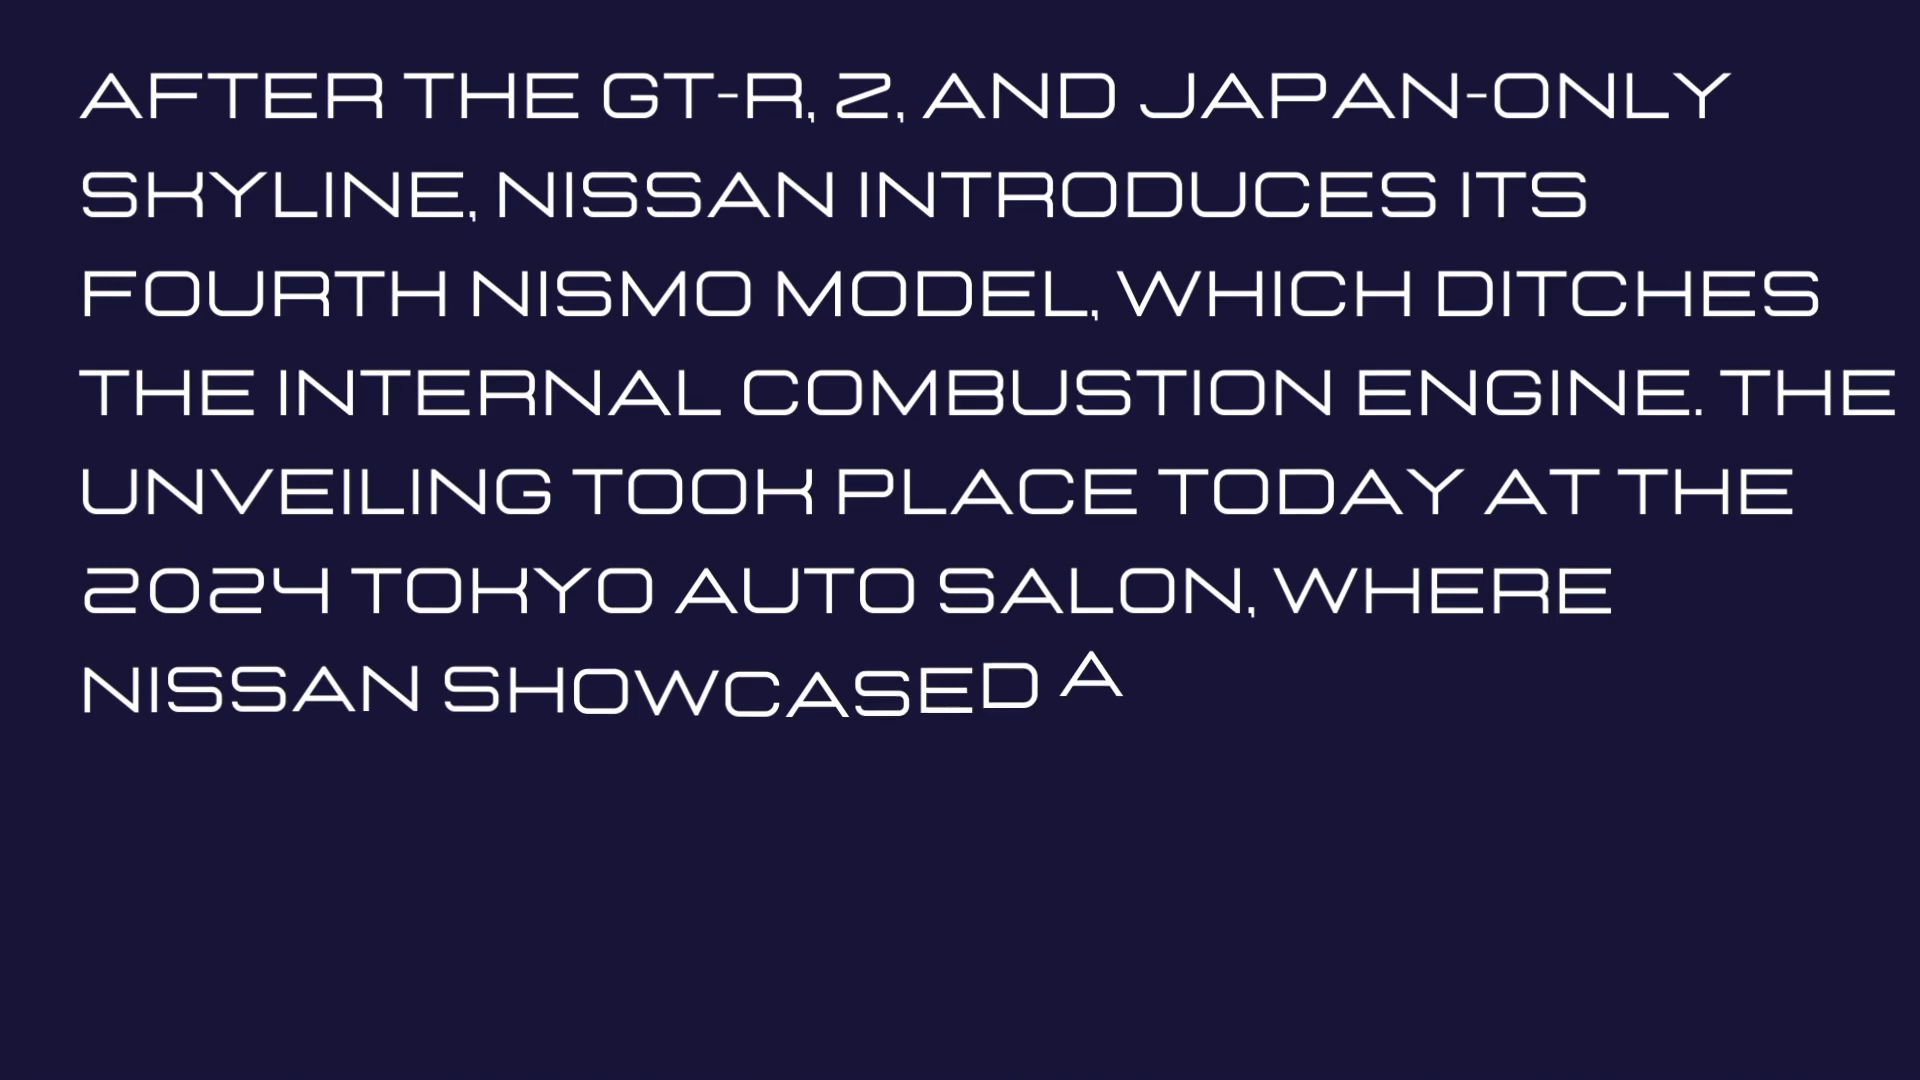 AFTER THE GT-R, Z, AND JAPAN-ONLY
SKYLINE, NISSAN INTRODUCES ITS
FOURTH NISMO MODEL, WHICH DITCHES
THE INTERNAL COMBUSTION ENGINE. THE
UNVEILING TOOK PLACE TODAY AT THE
2024 TOKYO AUTO SALON, WHERE
NISSAN SHOWCASED A